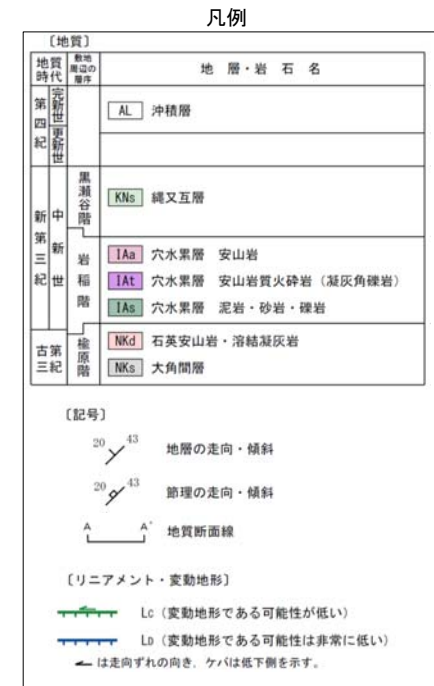 凡例
〔地質〕
地質時代 敷地周辺の層序 地層・岩石名
第四紀 完新世 AL 沖積層
更新世
新第三紀 中新世 黒瀬谷階 KNs 縄又互層
岩稲階 IAa 穴水累層 安山岩
IAt 穴水累層 安山岩質火砕岩（凝灰角礫岩）
IAs 穴水累層 泥岩・砂岩・礫岩
古第三紀 楡原階 NKd 石英安山岩・溶結凝灰岩
NKs 大角間層
〔記号〕
20 43 地層の走向・傾斜
20 43 節理の走向・傾斜
A A' 地質断面線
〔リニアメント・変動地形〕
Lc（変動地形である可能性が低い）
LD（変動地形である可能性は非常に低い）
は走向ずれの向き、ケバは低下側を示す。